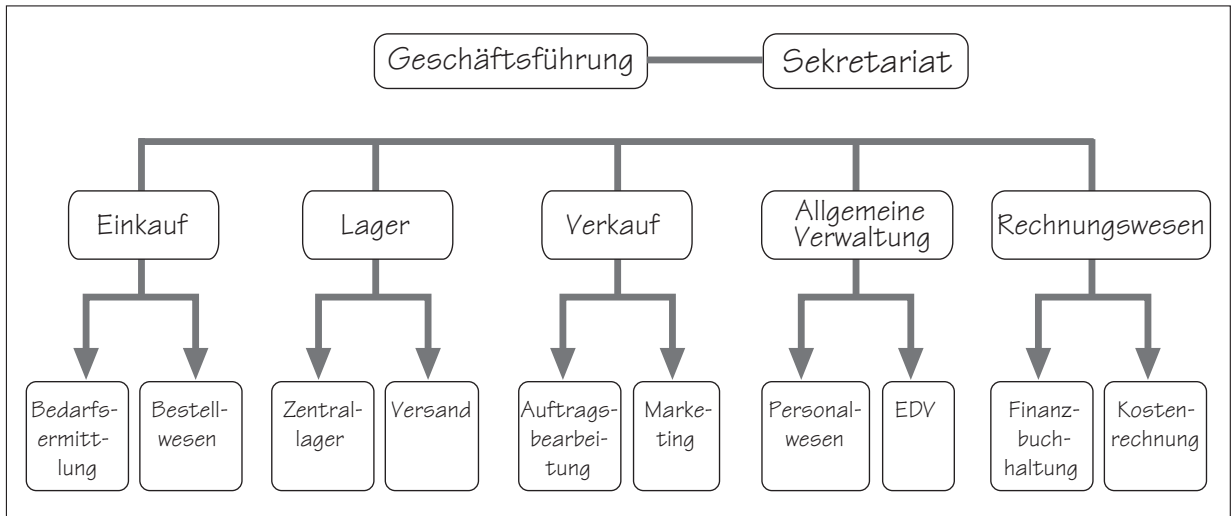 Geschäftsführung
Sekretariat
Einkauf
Lager
Verkauf
Allgemeine
Verwaltung
Rechnungswesen
Bedarfs-
ermitt-
lung
Bestell-
wesen
Zentral-
lager
Versand
Auftrags-
bearbei-
tung
Marke-
ting
Personal-
wesen
EDV
Finanz-
buch-
haltung
Kosten-
rechnung